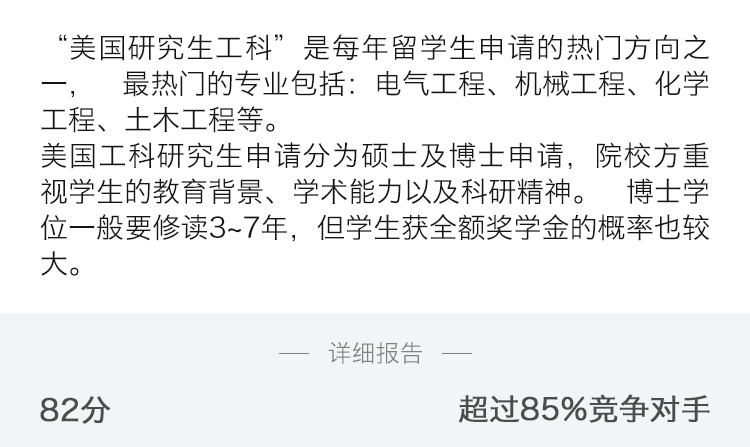 “美国研究生工科”是每年留学生申请的热门方向之
一， 最热门的专业包括：电气工程、机械工程、化学
工程、土木工程等。
美国工科研究生申请分为硕士及博士申请，院校方重
视学生的教育背景、学术能力以及科研精神。 博士学
位一般要修读3~7年，但学生获全额奖学金的概率也较
大。
详细报告
82分 超过85%竞争对手